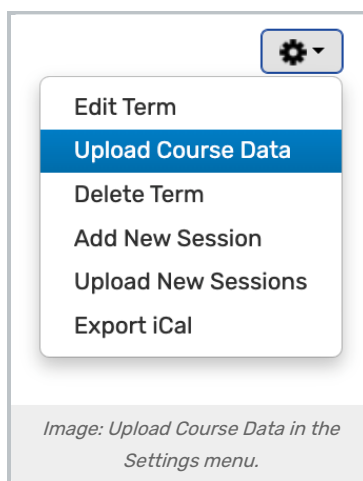 Edit Term
Upload Course Data
Delete Term
Add New Session
Upload New Sessions
Export iCal
Image: Upload Course Data in the
Settings menu.